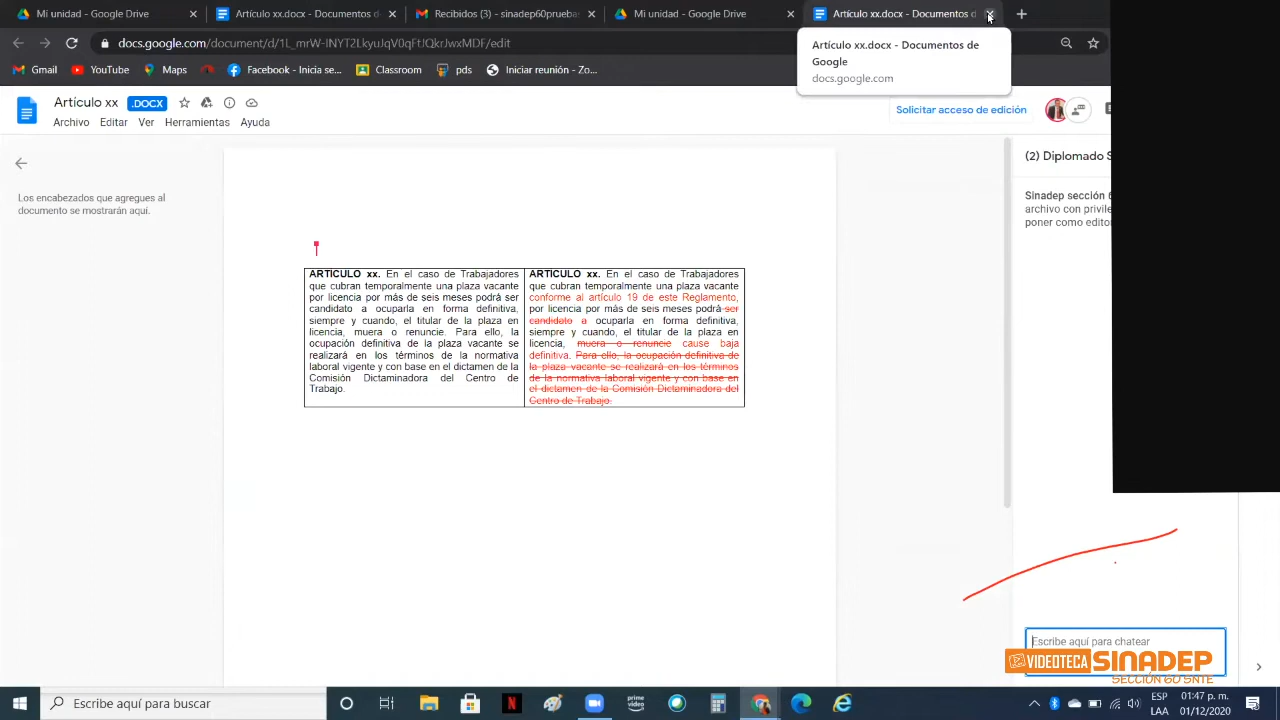 Mi unidad - Google Drive
Artículo xx.docx - Documentos d
Recibidos (3) - sinadep60prueba
Mi unidad - Google Drive
Artículo xx.docx - Documentos d
docs.google.com/document/d/1L_mrW-INYT2LkyuJqV0qFtJQkrJwxMDF/edit
Artículo xx.docx - Documentos de
Google
docs.google.com
Gmail
YouTube
Maps
Facebook - Inicia se...
Classroom
pds
Iniciar reunión - Zo...
Artículo xx .DOCX
Solicitar acceso de edición
Archivo Editar Ver Herramientas Ayuda
(2) Diplomado S
Los encabezados que agregues al
documento se mostrarán aquí.
Sinadep sección 6
archivo con privile
poner como editor
ARTICULO xx. En el caso de Trabajadores
que cubran temporalmente una plaza vacante
por licencia por más de seis meses podrá ser
candidato a ocuparla en forma definitiva,
siempre y cuando, el titular de la plaza en
licencia, muera o renuncie. Para ello, la
ocupación definitiva de la plaza vacante se
realizará en los términos de la normativa
laboral vigente y con base en el dictamen de la
Comisión Dictaminadora del Centro de
Trabajo.
ARTICULO xx. En el caso de Trabajadores
que cubran temporalmente una plaza vacante
conforme al artículo 19 de este Reglamento,
por licencia por más de seis meses podrá ser
candidato a ocuparla en forma definitiva,
siempre y cuando, el titular de la plaza en
licencia, muera o renuncie cause baja
definitiva. Para ello, la ocupación definitiva de
la plaza vacante se realizará en los términos
de la normativa laboral vigente y con base en
el dictamen de la Comisión Dictaminadora del
Centro de Trabajo.
Escribe aquí para chatear
VIDEOTECA SINADEP
SECCIÓN 60 SNTE
Escribe aquí para buscar
prime
video
ESP
LAA
01:47 p. m.
01/12/2020